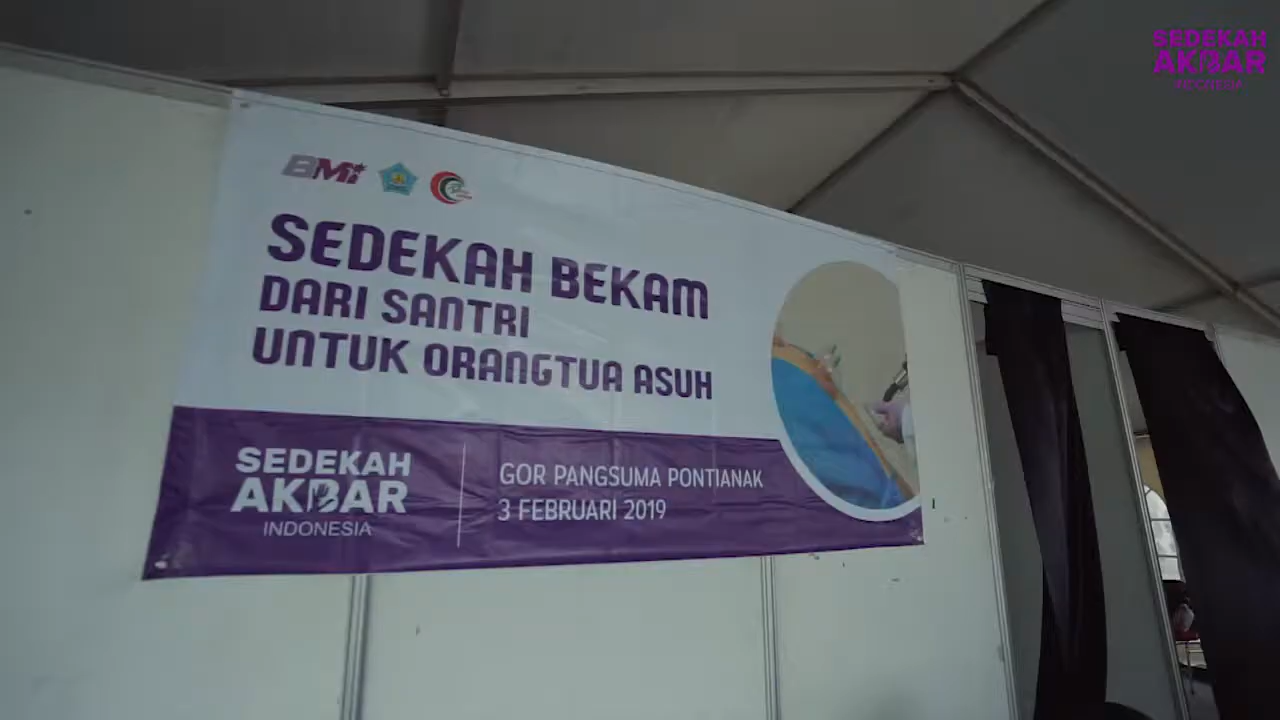 SEDEKAH
AKBAR
INDONESIA
BMI
SEDEKAH BEKAM
DARI SANTRI
UNTUK ORANGTUA ASUH
SEDEKAH
AKBAR
INDONESIA
GOR PANGSUMA PONTIANAK
3 FEBRUARI 2019